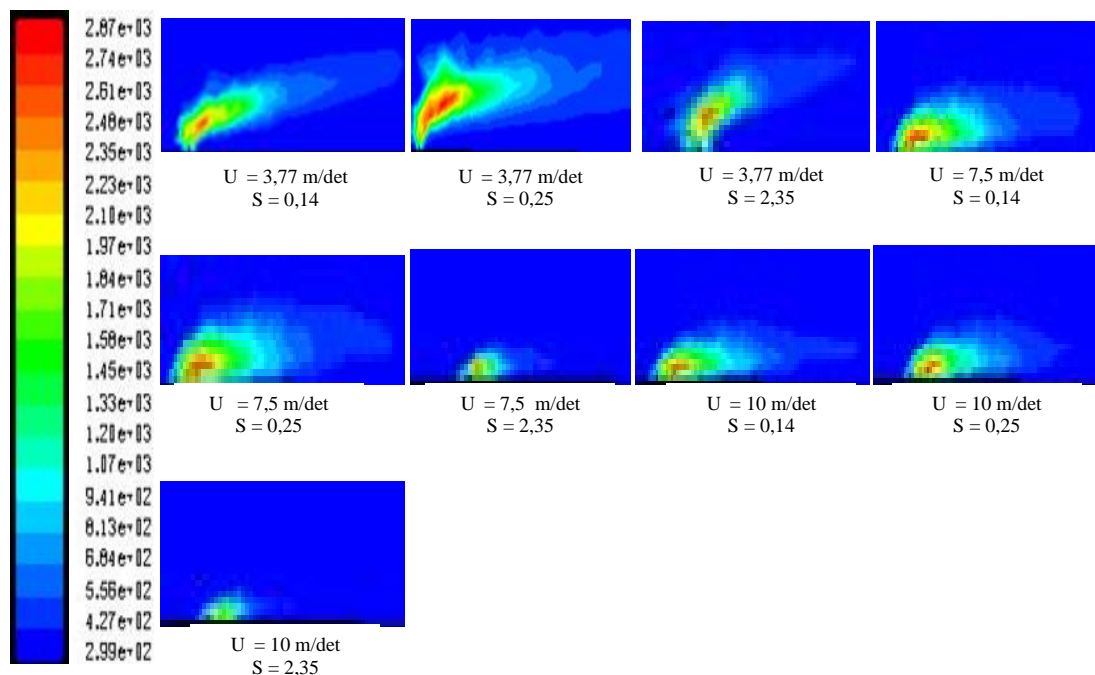 2.87e+03
2.74e+03
2.61e+03
2.48e+03
2.35e+03
2.23e+03
2.10e+03
1.97e+03
1.84e+03
1.71e+03
1.58e+03
1.45e+03
1.33e+03
1.20e+03
1.07e+03
9.41e+02
8.13e+02
6.84e+02
5.56e+02
4.27e+02
2.99e+02
U = 3,77 m/det
S = 0,14
U = 3,77 m/det
S = 0,25
U = 3,77 m/det
S = 2,35
U = 7,5 m/det
S = 0,14
U = 7,5 m/det
S = 0,25
U = 7,5 m/det
S = 2,35
U = 10 m/det
S = 0,14
U = 10 m/det
S = 0,25
U = 10 m/det
S = 2,35